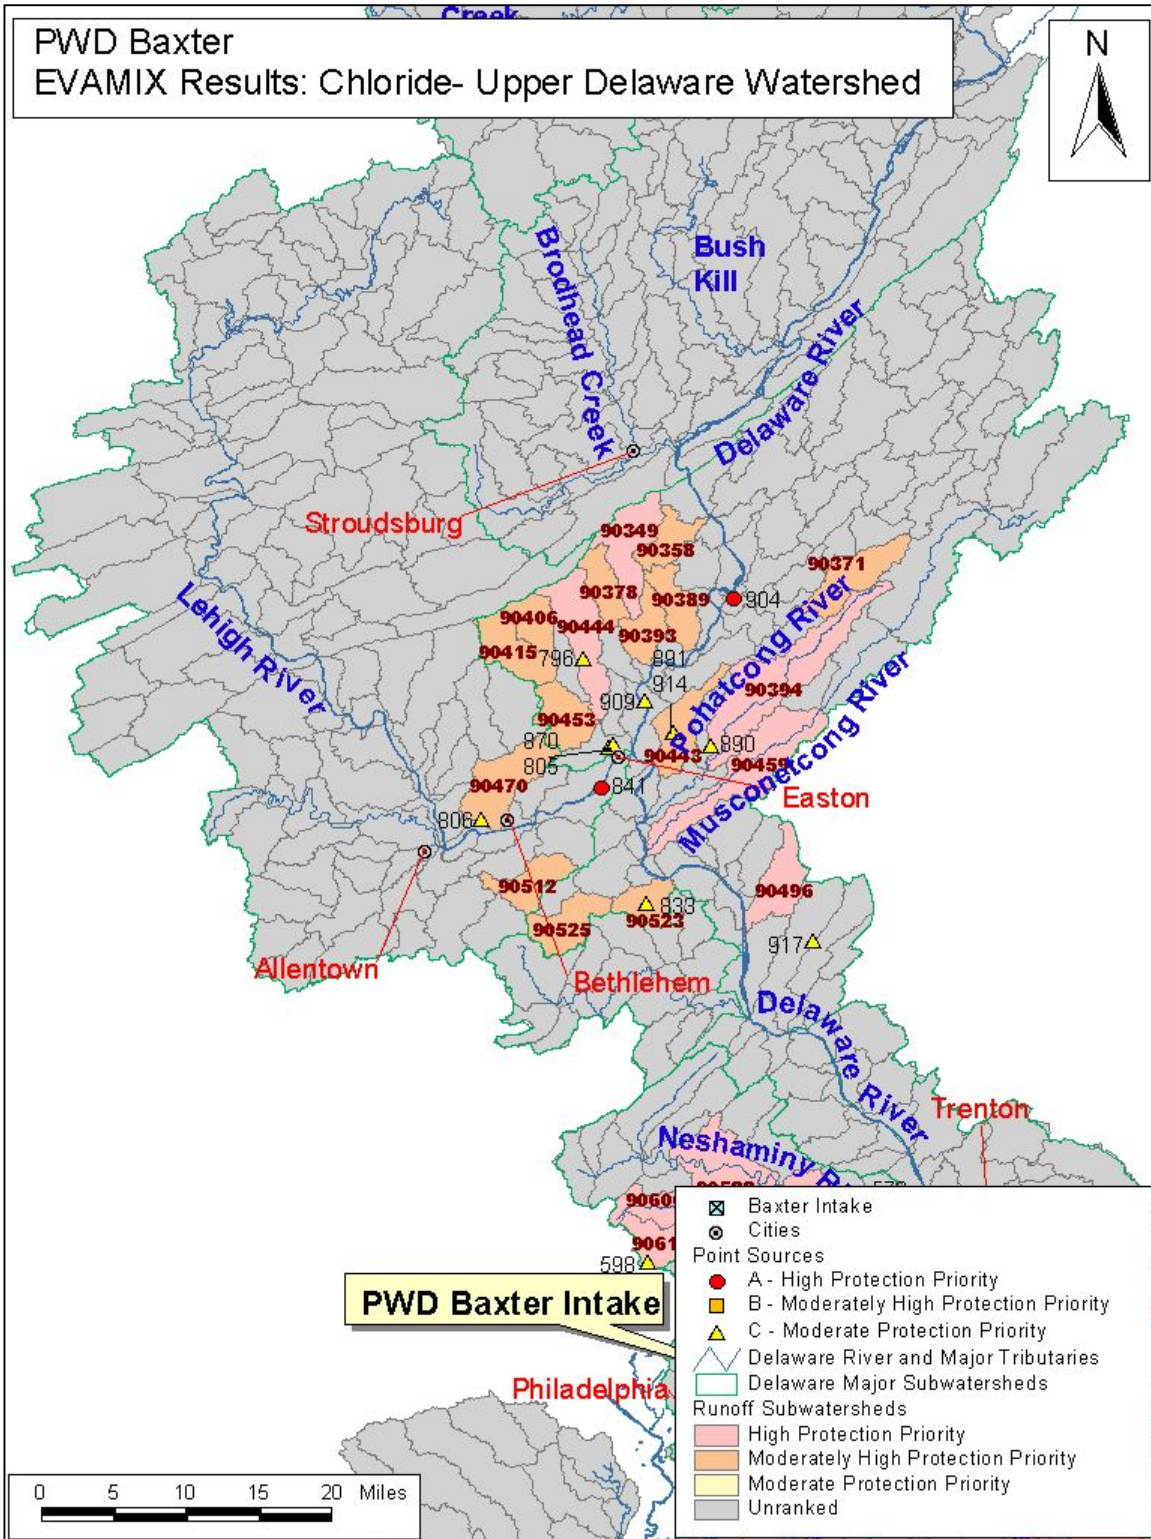 Creek
PWD Baxter
EVAMIX Results: Chloride- Upper Delaware Watershed
N
Brodhead Creek
Bush
Kill
Delaware River
Stroudsburg
90349
90358
90371
90378
90389
904
Lehigh River
90406
90444
90393
90415
796
891
914
Pohatcong River
90394
909
90453
870
805
90443
890
90459
Musconetcong River
90470
841
Easton
806
90512
90496
833
90523
90525
917
Allentown
Bethlehem
Delaware River
Trenton
Neshaminy
598
PWD Baxter Intake
Philadelphia
Baxter Intake
Cities
Point Sources
A - High Protection Priority
B - Moderately High Protection Priority
C - Moderate Protection Priority
Delaware River and Major Tributaries
Delaware Major Subwatersheds
Runoff Subwatersheds
High Protection Priority
Moderately High Protection Priority
Moderate Protection Priority
Unranked
0 5 10 15 20 Miles